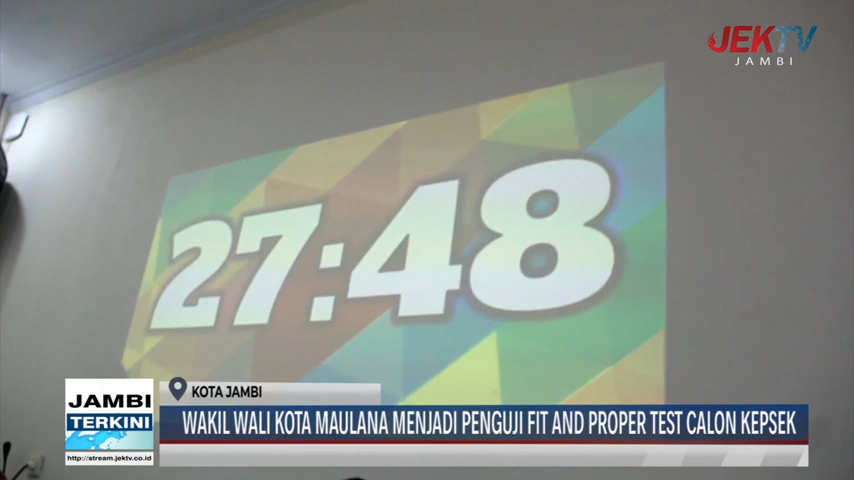 JEKTV
JAMBI
27:48
KOTA JAMBI
JAMBI
TERKINI
http://stream.jektv.co.id
WAKIL WALI KOTA MAULANA MENJADI PENGUJI FIT AND PROPER TEST CALON KEPSEK